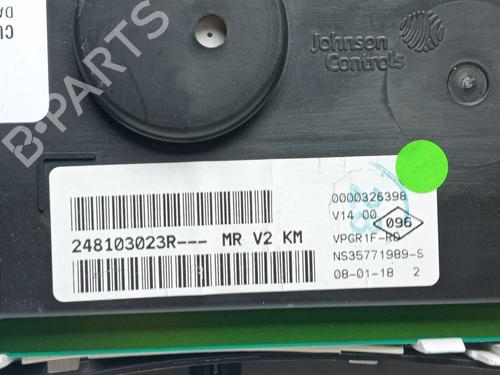 B-PARTS
Johnson
Controls
0000326398
V14.00
096
VPGR1F-RD
248103023R--- MR V2 KM
NS35771989-S
08-01-18 2